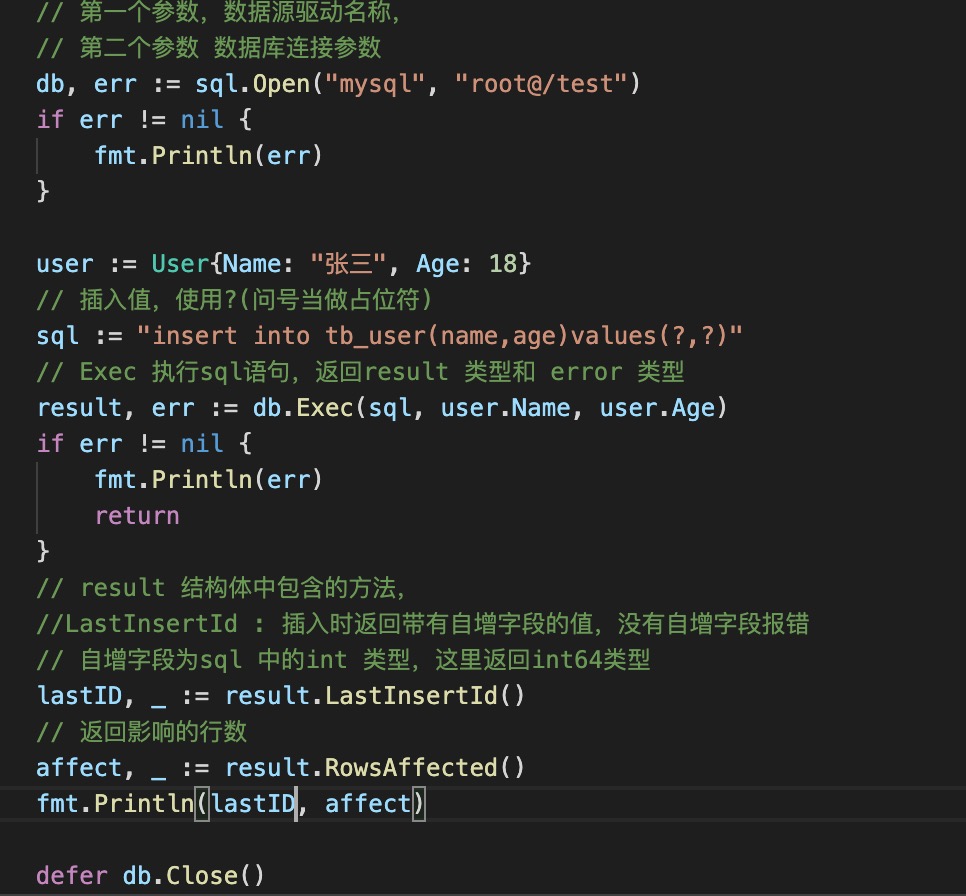 // 第一个参数，数据源驱动名称，
// 第二个参数 数据库连接参数
db, err := sql.Open("mysql", "root@/test")
if err != nil {
    fmt.Println(err)
}
user := User{Name: "张三", Age: 18}
// 插入值，使用?(问号当做占位符)
sql := "insert into tb_user(name,age)values(?,?)"
// Exec 执行sql语句，返回result 类型和 error 类型
result, err := db.Exec(sql, user.Name, user.Age)
if err != nil {
    fmt.Println(err)
    return
}
// result 结构体中包含的方法，
//LastInsertId : 插入时返回带有自增字段的值，没有自增字段报错
// 自增字段为sql 中的int 类型，这里返回int64类型
lastID, _ := result.LastInsertId()
// 返回影响的行数
affect, _ := result.RowsAffected()
fmt.Println(lastID, affect)
defer db.Close()